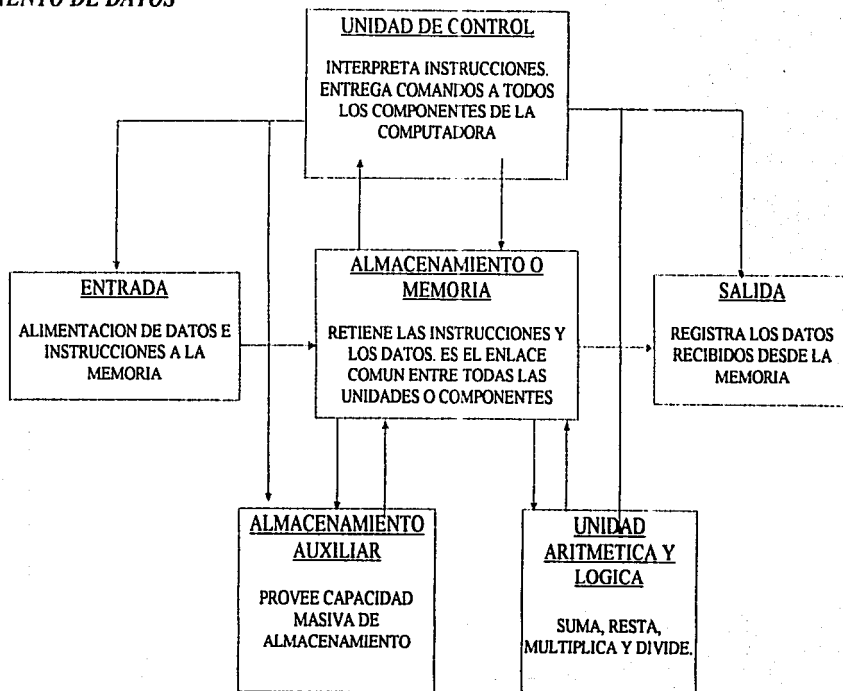 DE DATOS
UNIDAD DE CONTROL
INTERPRETA INSTRUCCIONES.
ENTREGA COMANDOS A TODOS
LOS COMPONENTES DE LA
COMPUTADORA
ENTRADA
ALIMENTACION DE DATOS E
INSTRUCCIONES A LA
MEMORIA
ALMACENAMIENTO O
MEMORIA
RETIENE LAS INSTRUCCIONES Y
LOS DATOS. ES EL ENLACE
COMUN ENTRE TODAS LAS
UNIDADES O COMPONENTES
SALIDA
REGISTRA LOS DATOS
RECIBIDOS DESDE LA
MEMORIA
ALMACENAMIENTO
AUXILIAR
PROVEE CAPACIDAD
MASIVA DE
ALMACENAMIENTO
UNIDAD
ARITMETICA Y
LOGICA
SUMA, RESTA,
MULTIPLICA Y DIVIDE.